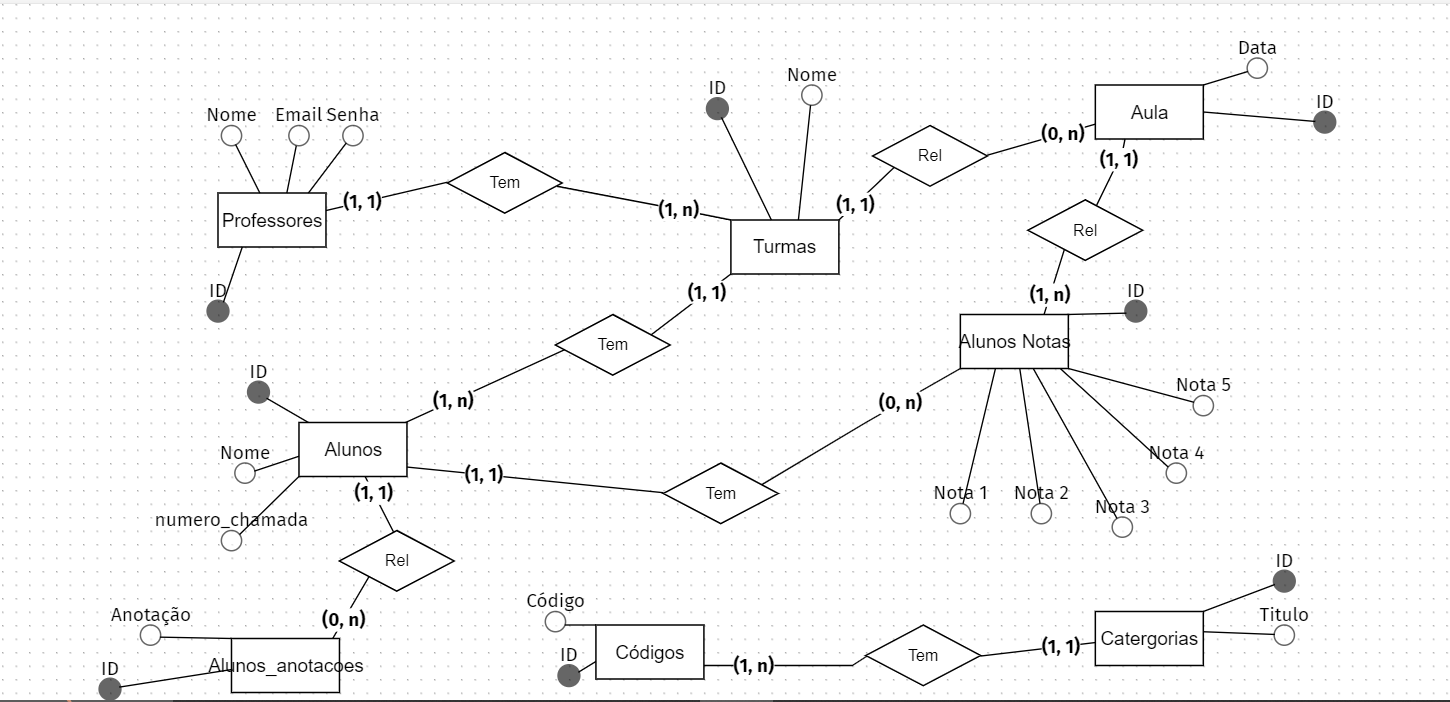 Data
Nome
ID
ID
Nome
Email
Senha
Aula
(0, n)
Rel
(1, 1)
Tem
(1, 1)
(1, n)
(1, 1)
Professores
Turmas
Rel
ID
(1, 1)
(1, n)
ID
Tem
Alunos Notas
ID
Nota 5
(1, n)
(0, n)
Nome
Alunos
Nota 4
(1, 1)
(1, 1)
Tem
Nota 1
Nota 2
Nota 3
numero_chamada
Rel
ID
Código
Anotação
(0, n)
Titulo
Catergorias
(1, 1)
Códigos
Tem
ID
(1, n)
Alunos_anotacoes
ID